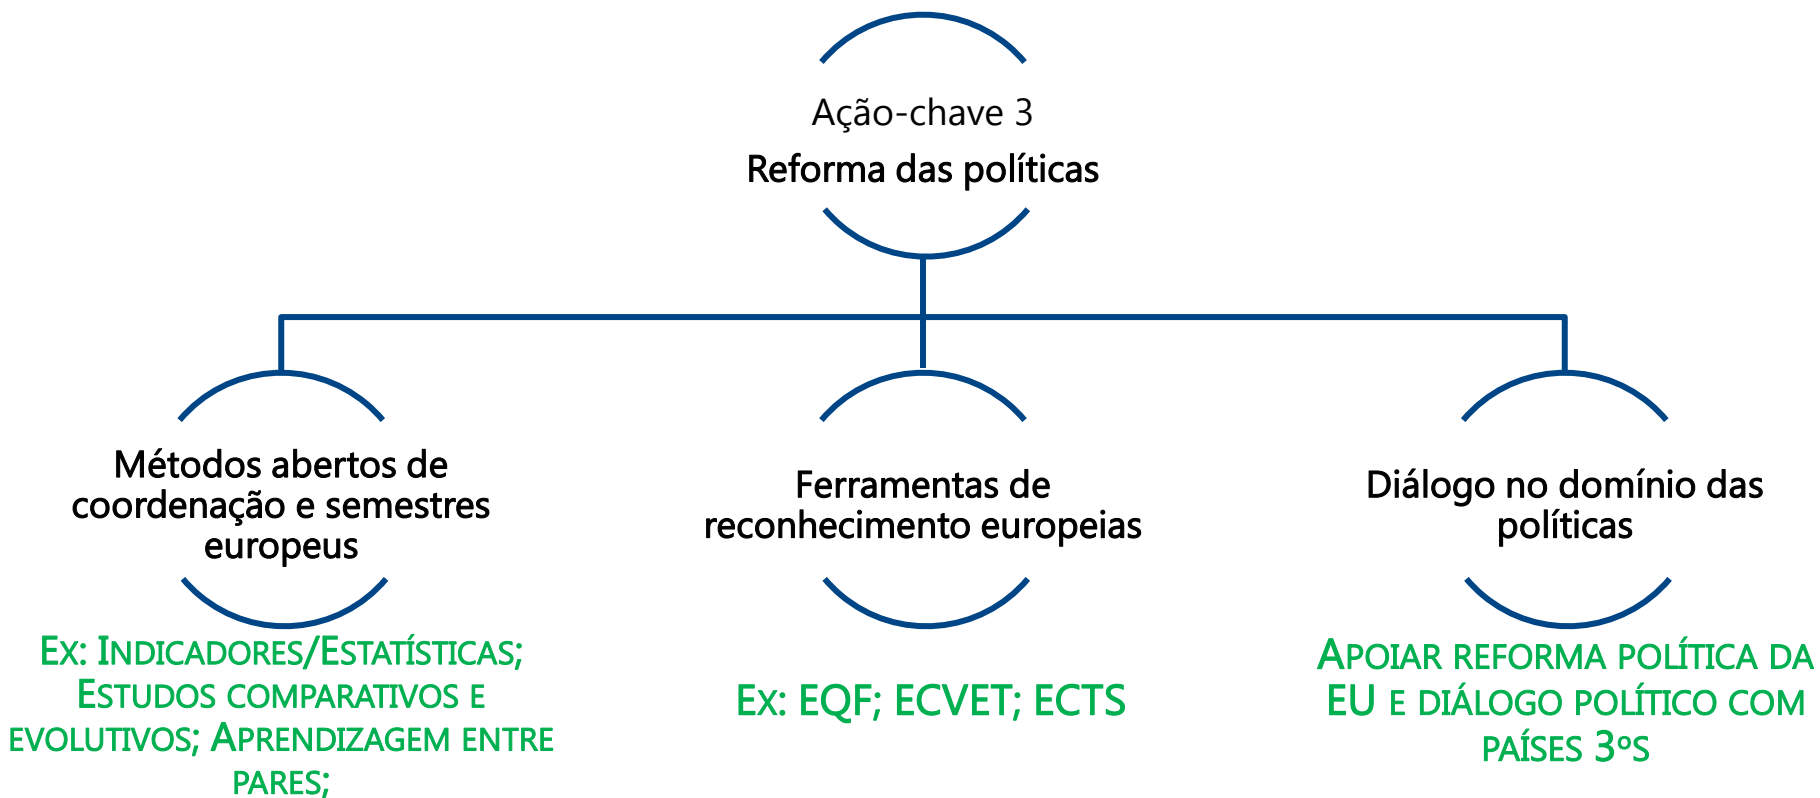 Ação-chave 3
Reforma das políticas
Métodos abertos de
coordenação e semestres
europeus
Ex: Indicadores/Estatísticas;
Estudos comparativos e
evolutivos; Aprendizagem entre
pares;
Ferramentas de
reconhecimento europeias
Ex: EQF; ECVET; ECTS
Diálogo no domínio das
políticas
Apoiar reforma política da
EU e diálogo político com
países 3ºs